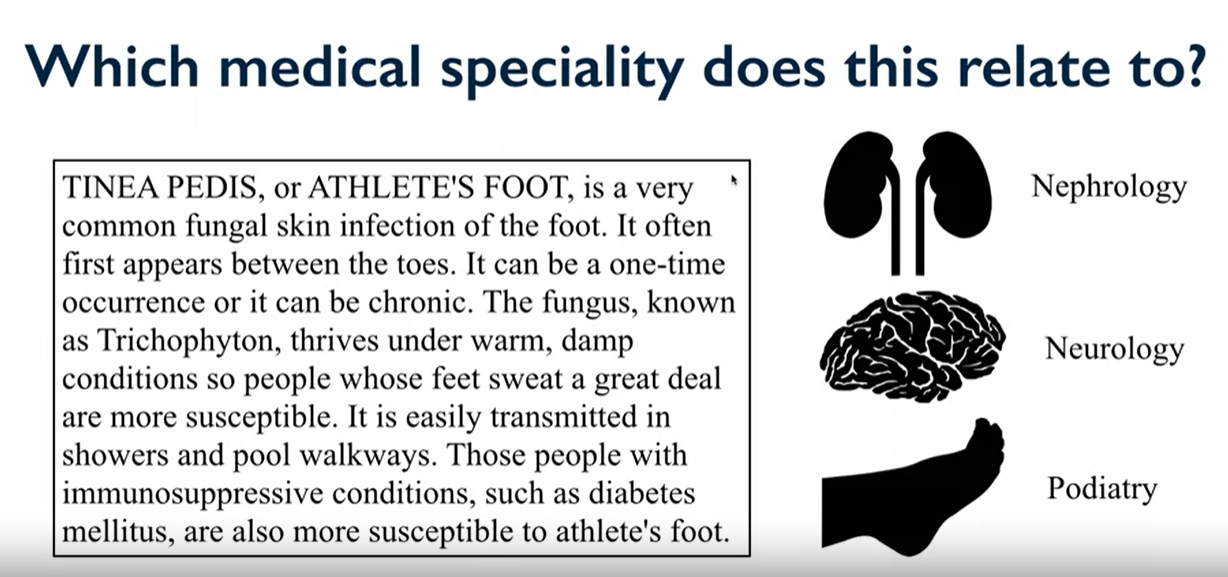 Which medical speciality does this relate to?
TINEA PEDIS, or ATHLETE'S FOOT, is a very
common fungal skin infection of the foot. It often
first appears between the toes. It can be a one-time
occurrence or it can be chronic. The fungus, known
as Trichophyton, thrives under warm, damp
conditions so people whose feet sweat a great deal
are more susceptible. It is easily transmitted in
showers and pool walkways. Those people with
immunosuppressive conditions, such as diabetes
mellitus, are also more susceptible to athlete's foot.
Nephrology
Neurology
Podiatry